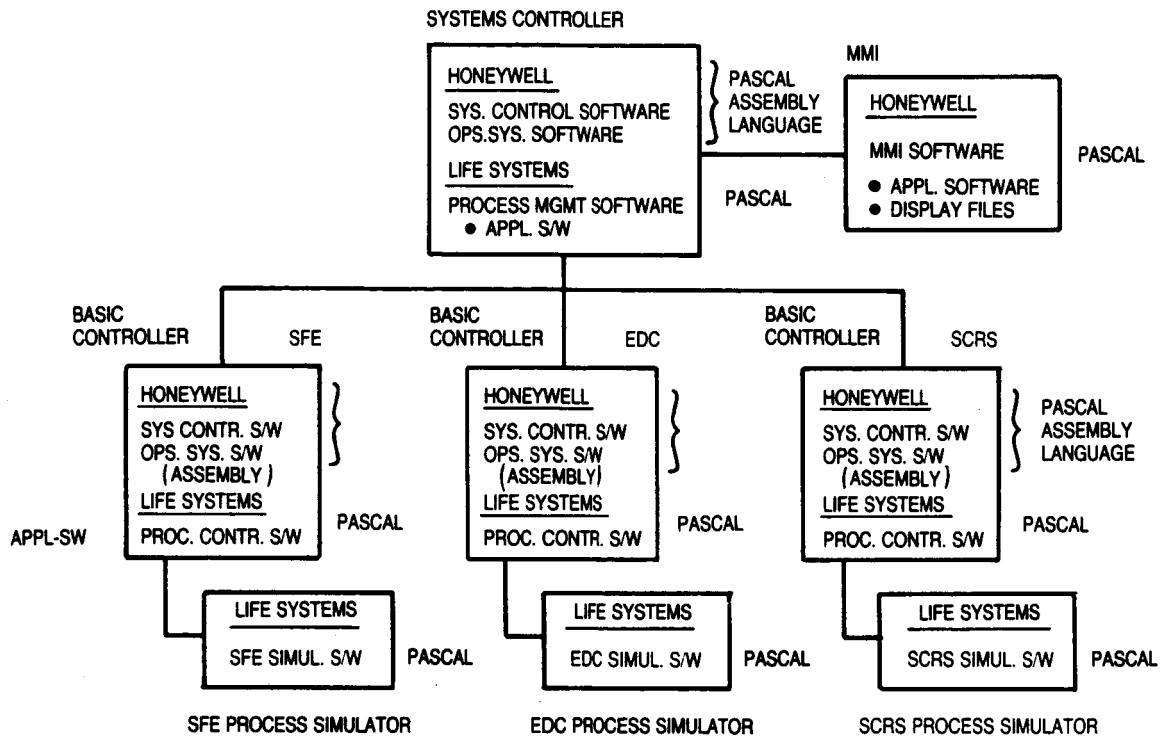 SYSTEMS CONTROLLER
HONEYWELL
SYS. CONTROL SOFTWARE
OPS.SYS. SOFTWARE
LIFE SYSTEMS
PROCESS MGMT SOFTWARE
● APPL. S/W
PASCAL
ASSEMBLY
LANGUAGE
PASCAL
MMI
HONEYWELL
MMI SOFTWARE
● APPL. SOFTWARE
● DISPLAY FILES
PASCAL
BASIC
CONTROLLER
SFE
HONEYWELL
SYS CONTR. S/W
OPS. SYS. S/W
(ASSEMBLY)
LIFE SYSTEMS
PROC. CONTR. S/W
APPL-SW
PASCAL
BASIC
CONTROLLER
EDC
HONEYWELL
SYS. CONTR. S/W
OPS. SYS. S/W
(ASSEMBLY)
LIFE SYSTEMS
PROC. CONTR. S/W
PASCAL
BASIC
CONTROLLER
SCRS
HONEYWELL
SYS. CONTR. S/W
OPS. SYS. S/W
(ASSEMBLY)
LIFE SYSTEMS
PROC. CONTR. S/W
PASCAL
ASSEMBLY
LANGUAGE
PASCAL
LIFE SYSTEMS
SFE SIMUL. S/W
PASCAL
SFE PROCESS SIMULATOR
LIFE SYSTEMS
EDC SIMUL. S/W
PASCAL
EDC PROCESS SIMULATOR
LIFE SYSTEMS
SCRS SIMUL. S/W
PASCAL
SCRS PROCESS SIMULATOR